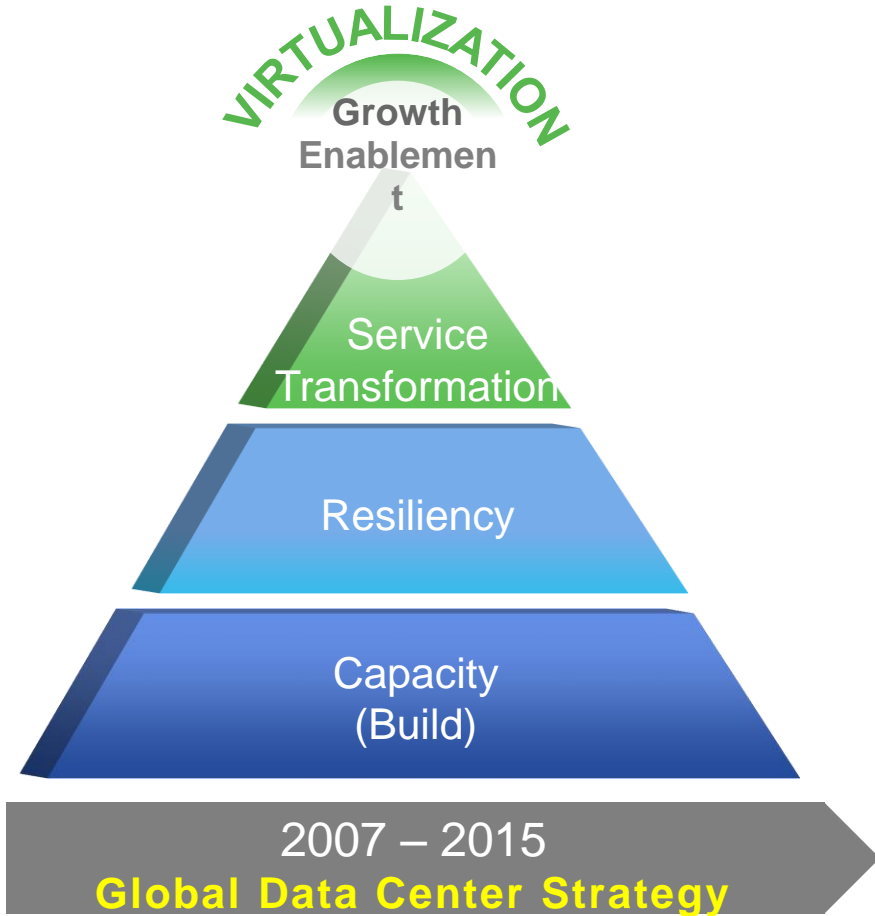 VIRTUALIZATION
Growth
Enablemen
t
Service
Transformation
Resiliency
Capacity
(Build)
2007 – 2015
Global Data Center Strategy